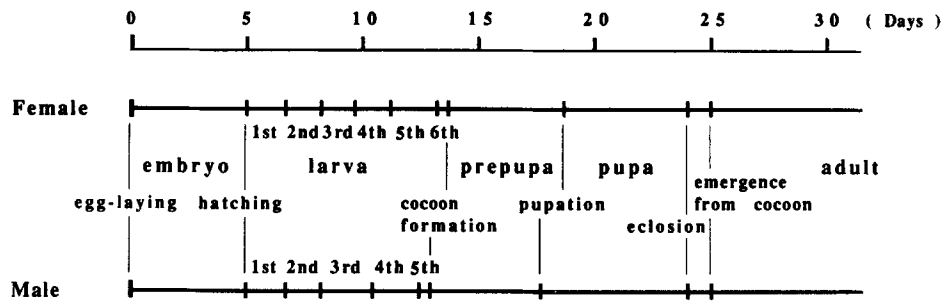 0 5 10 15 20 25 30 ( Days )
Female
1st 2nd 3rd 4th 5th 6th
embryo larva prepupa pupa adult
emergence
egg-laying hatching cocoon pupation from cocoon
formation eclosion
1st 2nd 3rd 4th 5th
Male